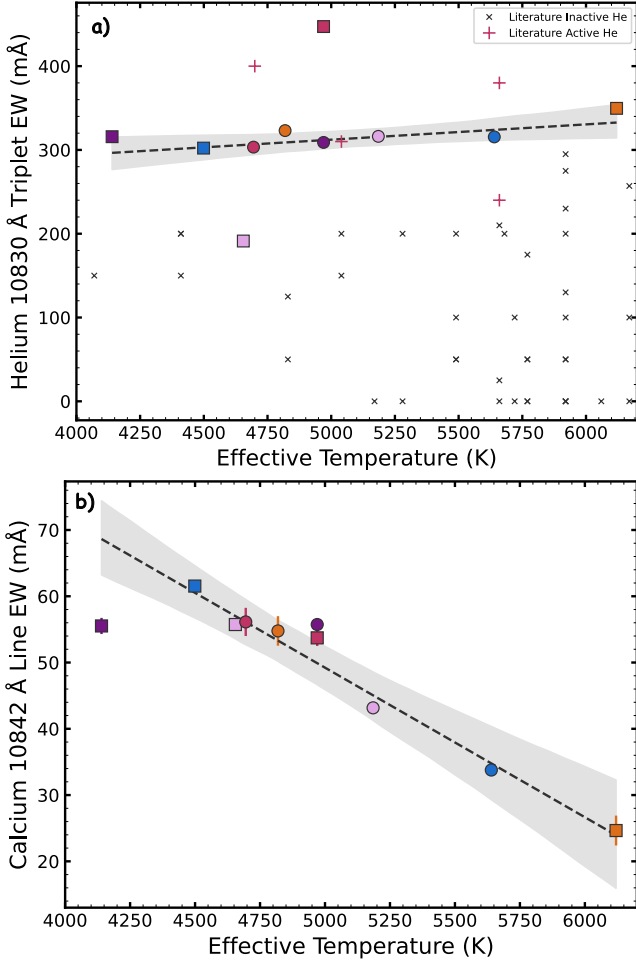 a)
Literature Inactive He
Literature Active He
Helium 10830 Å Triplet EW (mÅ)
400
300
200
100
0
4000 4250 4500 4750 5000 5250 5500 5750 6000
Effective Temperature (K)
b)
Calcium 10842 Å Line EW (mÅ)
70
60
50
40
30
20
4000 4250 4500 4750 5000 5250 5500 5750 6000
Effective Temperature (K)